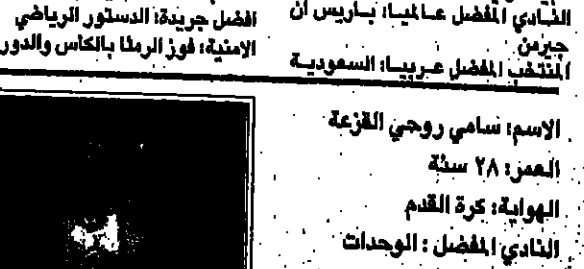 النادي المفضل عالميا: باريس ان
جيرمن
المنتخب المفضل عربيا: السعودية
افضل جريدة: الدستور الرياضي
الامنية: فوز الرمثا بالكاس والدور
الاسم: سامي روحي القزعة
العمر: ٢٨ سنة
الهواية: كرة القدم
النادي المفضل: الوحدات